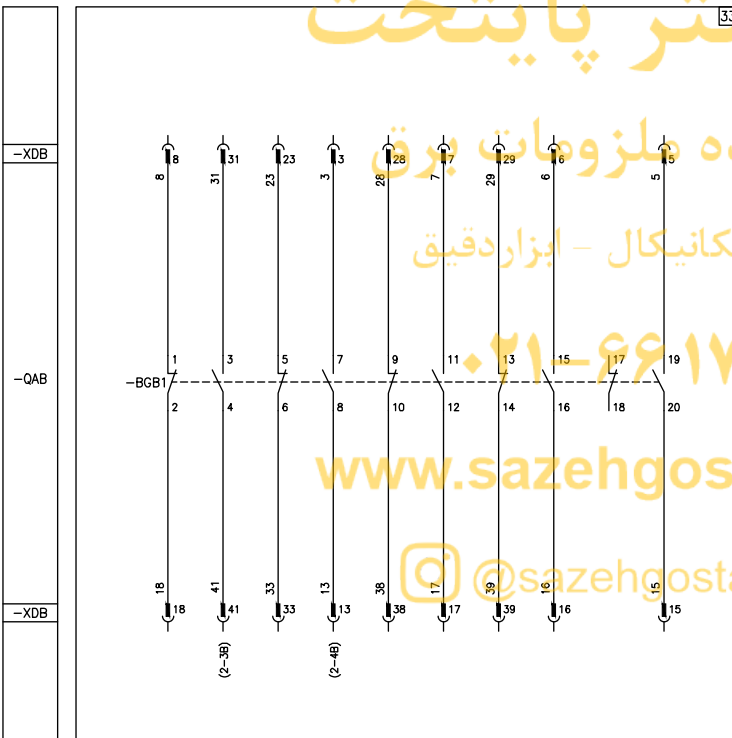 33
تر پایتخت
-XDB
8 31 23 3 28 7 29 6 5
وه ملزومات برق
8 31 23 3 28 7 29 6 5
کانیکال – ابزاردقیق
1 3 5 7 9 11 13 15 17 19
۰۲۱–۶۶۱۷
-QAB
-BGB1
2 4 6 8 10 12 14 16 18 20
www.sazehgos
18 41 33 13 38 17 39 16 15
@sazehgosta
-XDB
18 41 33 13 38 17 39 16 15
(2-3B) (2-4B)